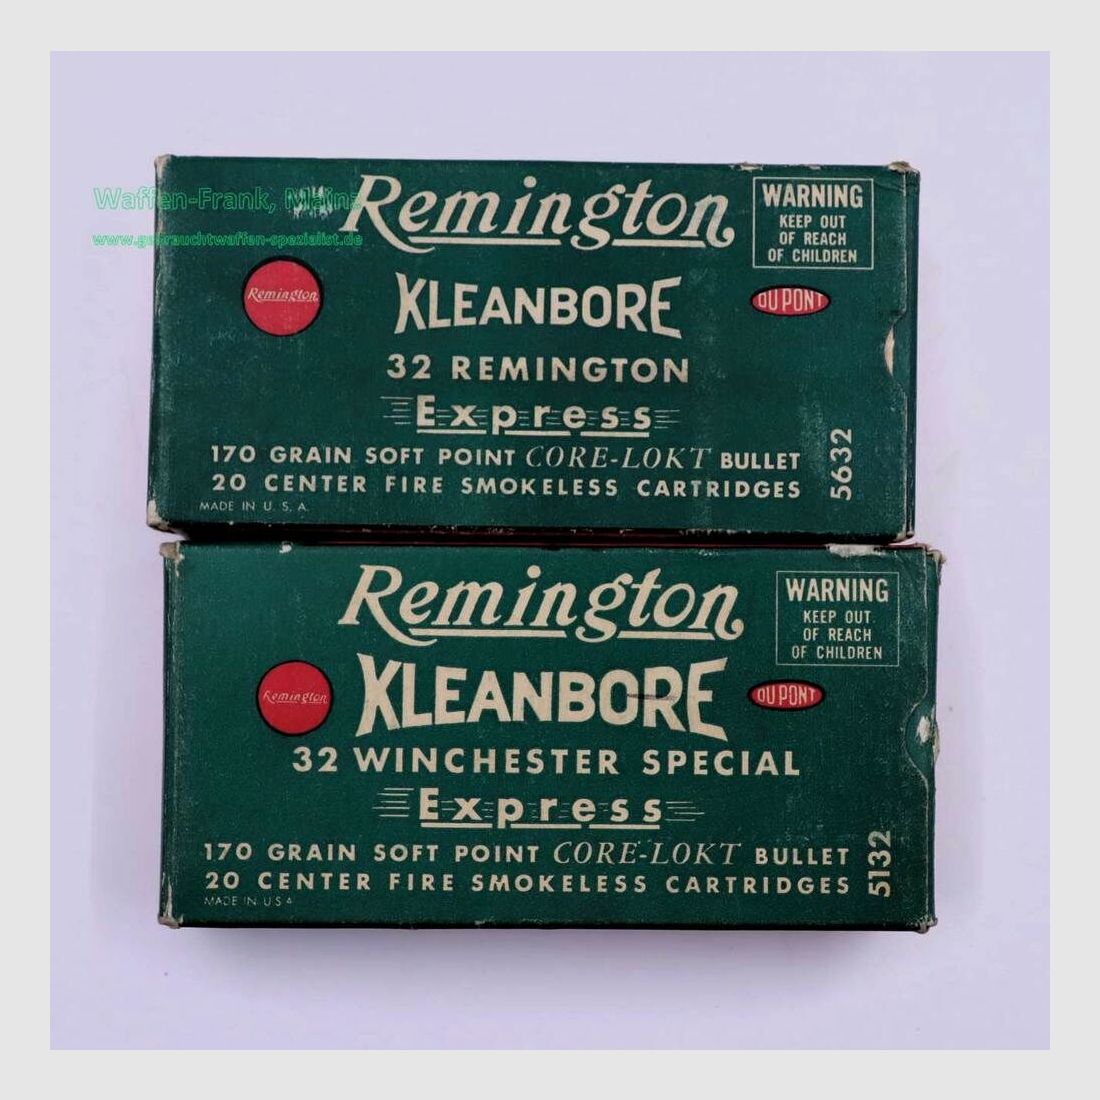 Waffen-Frank, Mainz
www.gebrauchtwaffen-spezialist.de
Remington
WARNING
KEEP OUT
OF REACH
OF CHILDREN
Remington
KLEANBORE
DU PONT
32 REMINGTON
Express
170 GRAIN SOFT POINT CORE-LOKT BULLET
20 CENTER FIRE SMOKELESS CARTRIDGES
MADE IN U. S. A.
5632
Remington
WARNING
KEEP OUT
OF REACH
OF CHILDREN
Remington
KLEANBORE
DU PONT
32 WINCHESTER SPECIAL
Express
170 GRAIN SOFT POINT CORE-LOKT BULLET
20 CENTER FIRE SMOKELESS CARTRIDGES
MADE IN U S A
5132